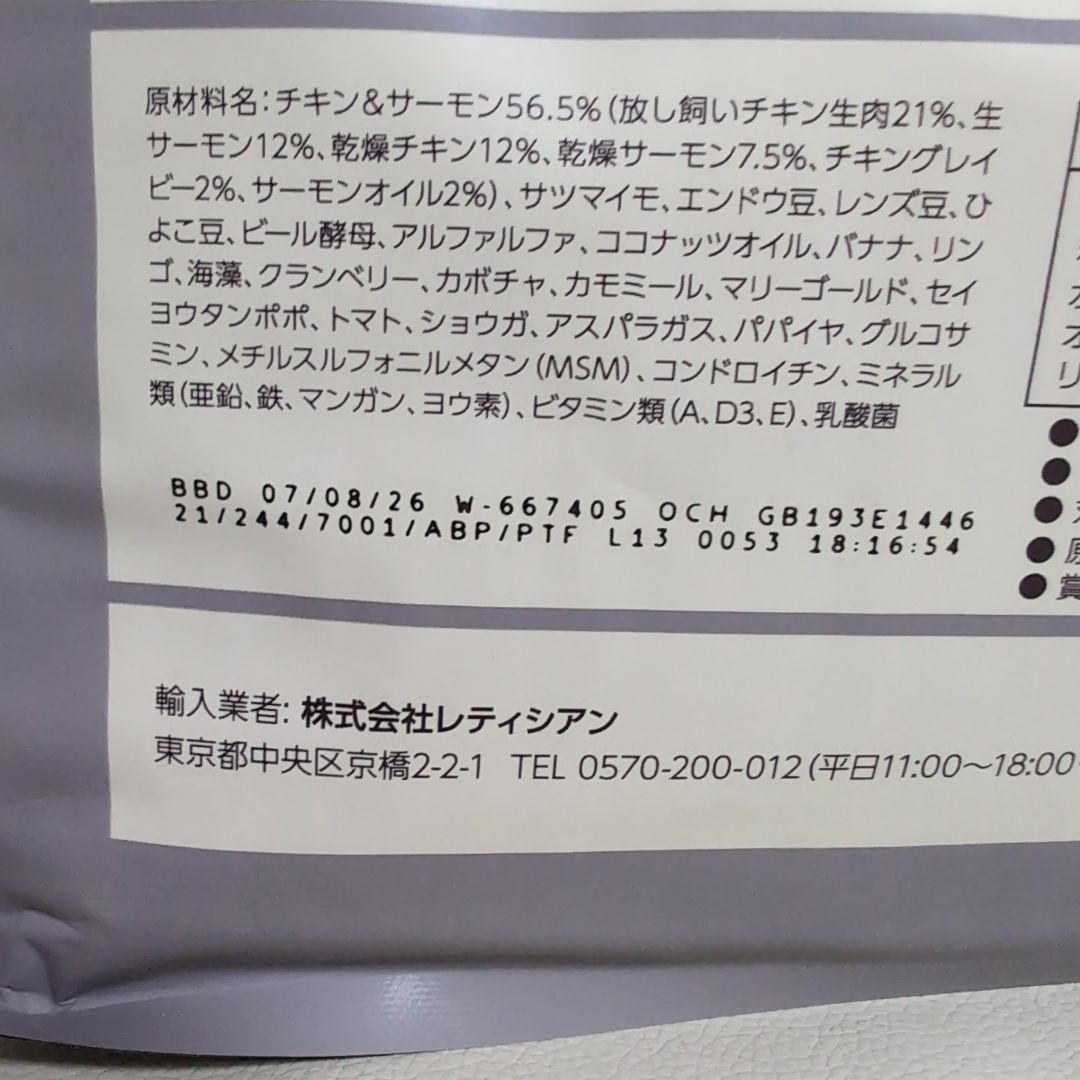 原材料名：チキン＆サーモン56.5%（放し飼いチキン生肉21%、生
サーモン12%、乾燥チキン12%、乾燥サーモン7.5%、チキングレイ
ビー2%、サーモンオイル2%）、サツマイモ、エンドウ豆、レンズ豆、ひ
よこ豆、ビール酵母、アルファルファ、ココナッツオイル、バナナ、リン
ゴ、海藻、クランベリー、カボチャ、カモミール、マリーゴールド、セイ
ヨウタンポポ、トマト、ショウガ、アスパラガス、パパイヤ、グルコサ
ミン、メチルスルフォニルメタン（MSM）、コンドロイチン、ミネラル
類（亜鉛、鉄、マンガン、ヨウ素）、ビタミン類（A、D3、E）、乳酸菌
BBD 07/08/26 W-667405 OCH GB193E1446
21/244/7001/ABP/PTF L13 0053 18:16:54
輸入業者: 株式会社レティシアン
東京都中央区京橋2-2-1 TEL 0570-200-012（平日11:00〜18:00
オ
リ
●
●
●
● 原
● 賞